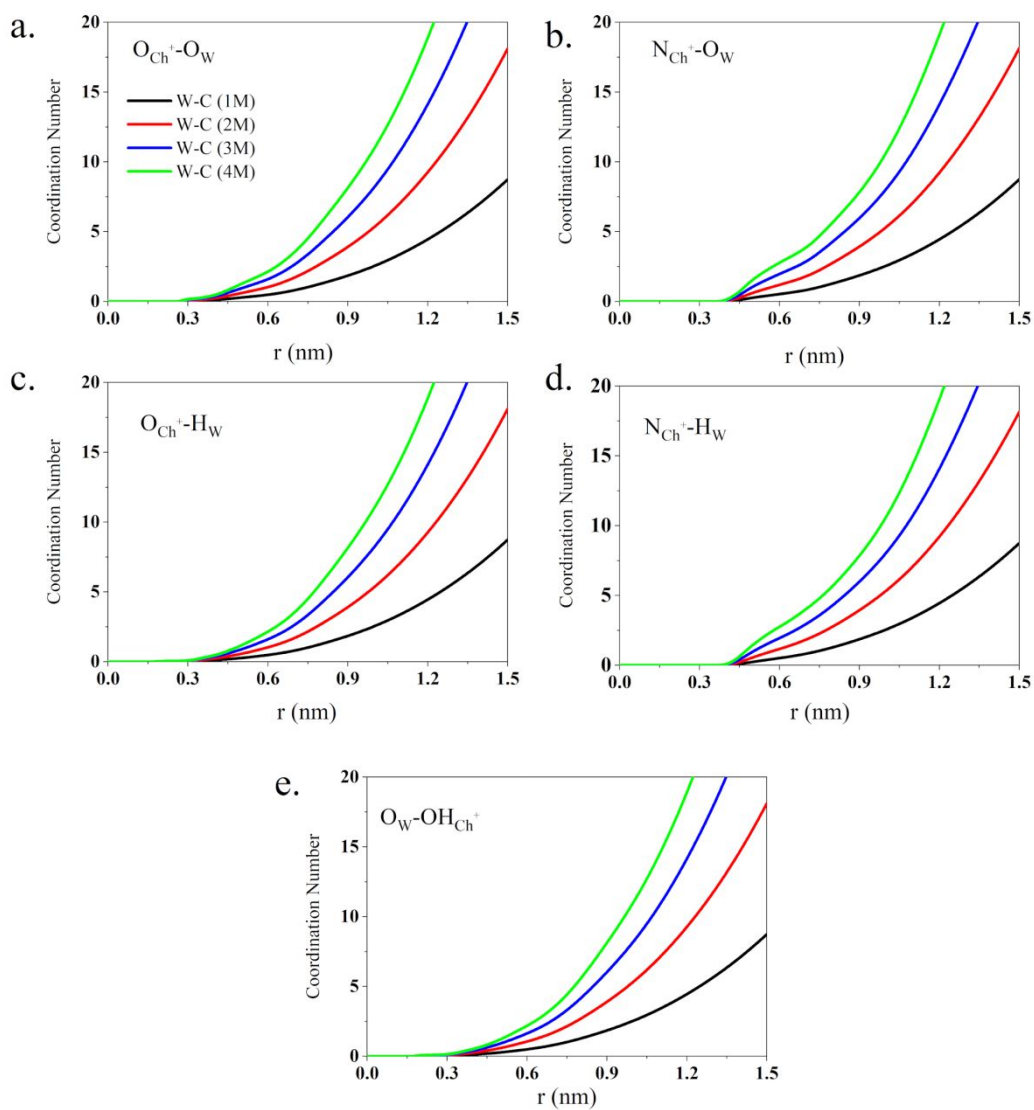 a.
O_Ch⁺-O_W
W-C (1M)
W-C (2M)
W-C (3M)
W-C (4M)
Coordination Number
20
15
10
5
0
0.0 0.3 0.6 0.9 1.2 1.5
r (nm)
b.
N_Ch⁺-O_W
Coordination Number
20
15
10
5
0
0.0 0.3 0.6 0.9 1.2 1.5
r (nm)
c.
O_Ch⁺-H_W
Coordination Number
20
15
10
5
0
0.0 0.3 0.6 0.9 1.2 1.5
r (nm)
d.
N_Ch⁺-H_W
Coordination Number
20
15
10
5
0
0.0 0.3 0.6 0.9 1.2 1.5
r (nm)
e.
O_W-OH_Ch⁺
Coordination Number
20
15
10
5
0
0.0 0.3 0.6 0.9 1.2 1.5
r (nm)